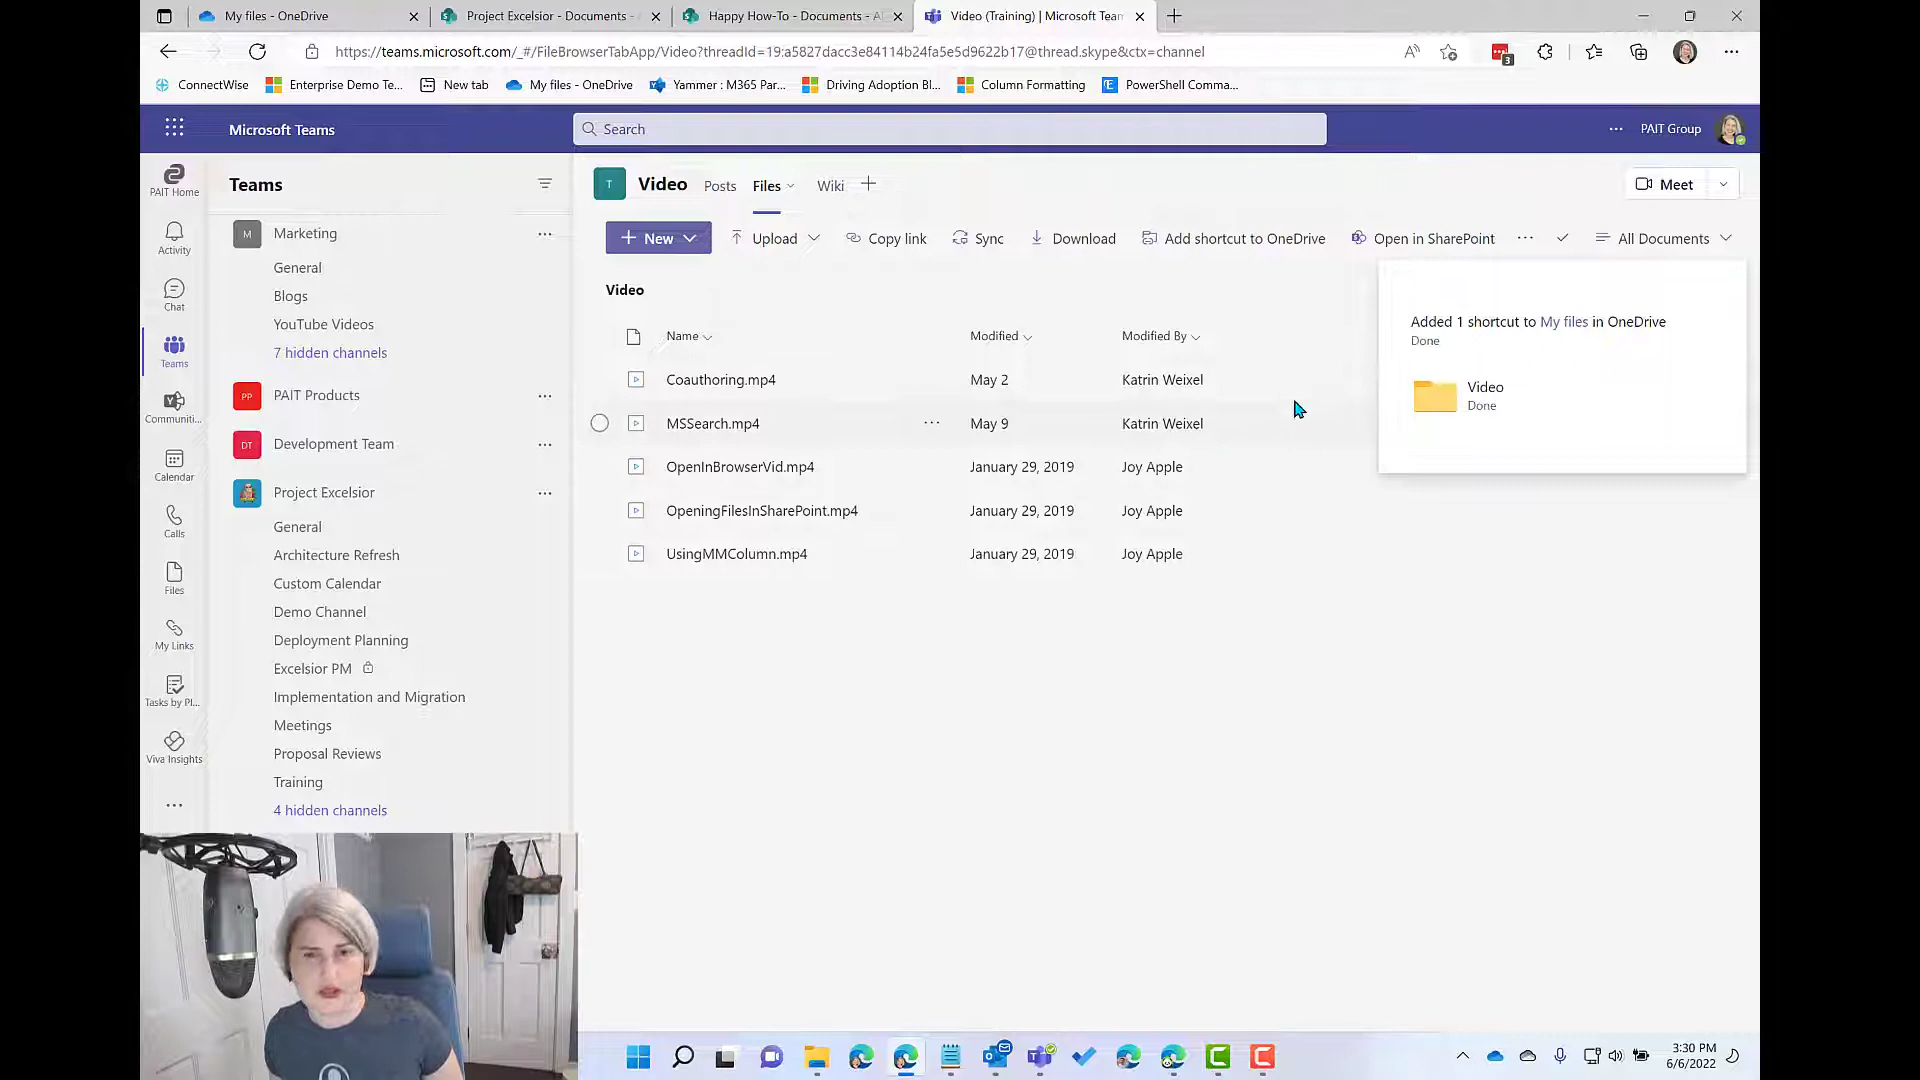 My files - OneDrive
Project Excelsior - Documents -
Happy How-To - Documents - A
Video (Training) | Microsoft Team
https://teams.microsoft.com/_#/FileBrowserTabApp/Video?threadId=19:a5827dacc3e84114b24fa5e5d9622b17@thread.skype&ctx=channel
3
ConnectWise
Enterprise Demo Te...
New tab
My files - OneDrive
Yammer : M365 Par...
Driving Adoption Bl...
Column Formatting
PowerShell Comma...
Microsoft Teams
Search
PAIT Group
PAIT Home
Activity
Chat
Teams
Communiti...
Calendar
Calls
Files
My Links
Tasks by Pl...
Viva Insights
Teams
M Marketing
General
Blogs
YouTube Videos
7 hidden channels
PP PAIT Products
DT Development Team
Project Excelsior
General
Architecture Refresh
Custom Calendar
Demo Channel
Deployment Planning
Excelsior PM
Implementation and Migration
Meetings
Proposal Reviews
Training
4 hidden channels
T Video Posts Files Wiki
Meet
New Upload Copy link Sync Download Add shortcut to OneDrive Open in SharePoint All Documents
Video
Name Modified Modified By
Coauthoring.mp4 May 2 Katrin Weixel
MSSearch.mp4 May 9 Katrin Weixel
OpenInBrowserVid.mp4 January 29, 2019 Joy Apple
OpeningFilesInSharePoint.mp4 January 29, 2019 Joy Apple
UsingMMColumn.mp4 January 29, 2019 Joy Apple
Added 1 shortcut to My files in OneDrive
Done
Video
Done
3:30 PM
6/6/2022